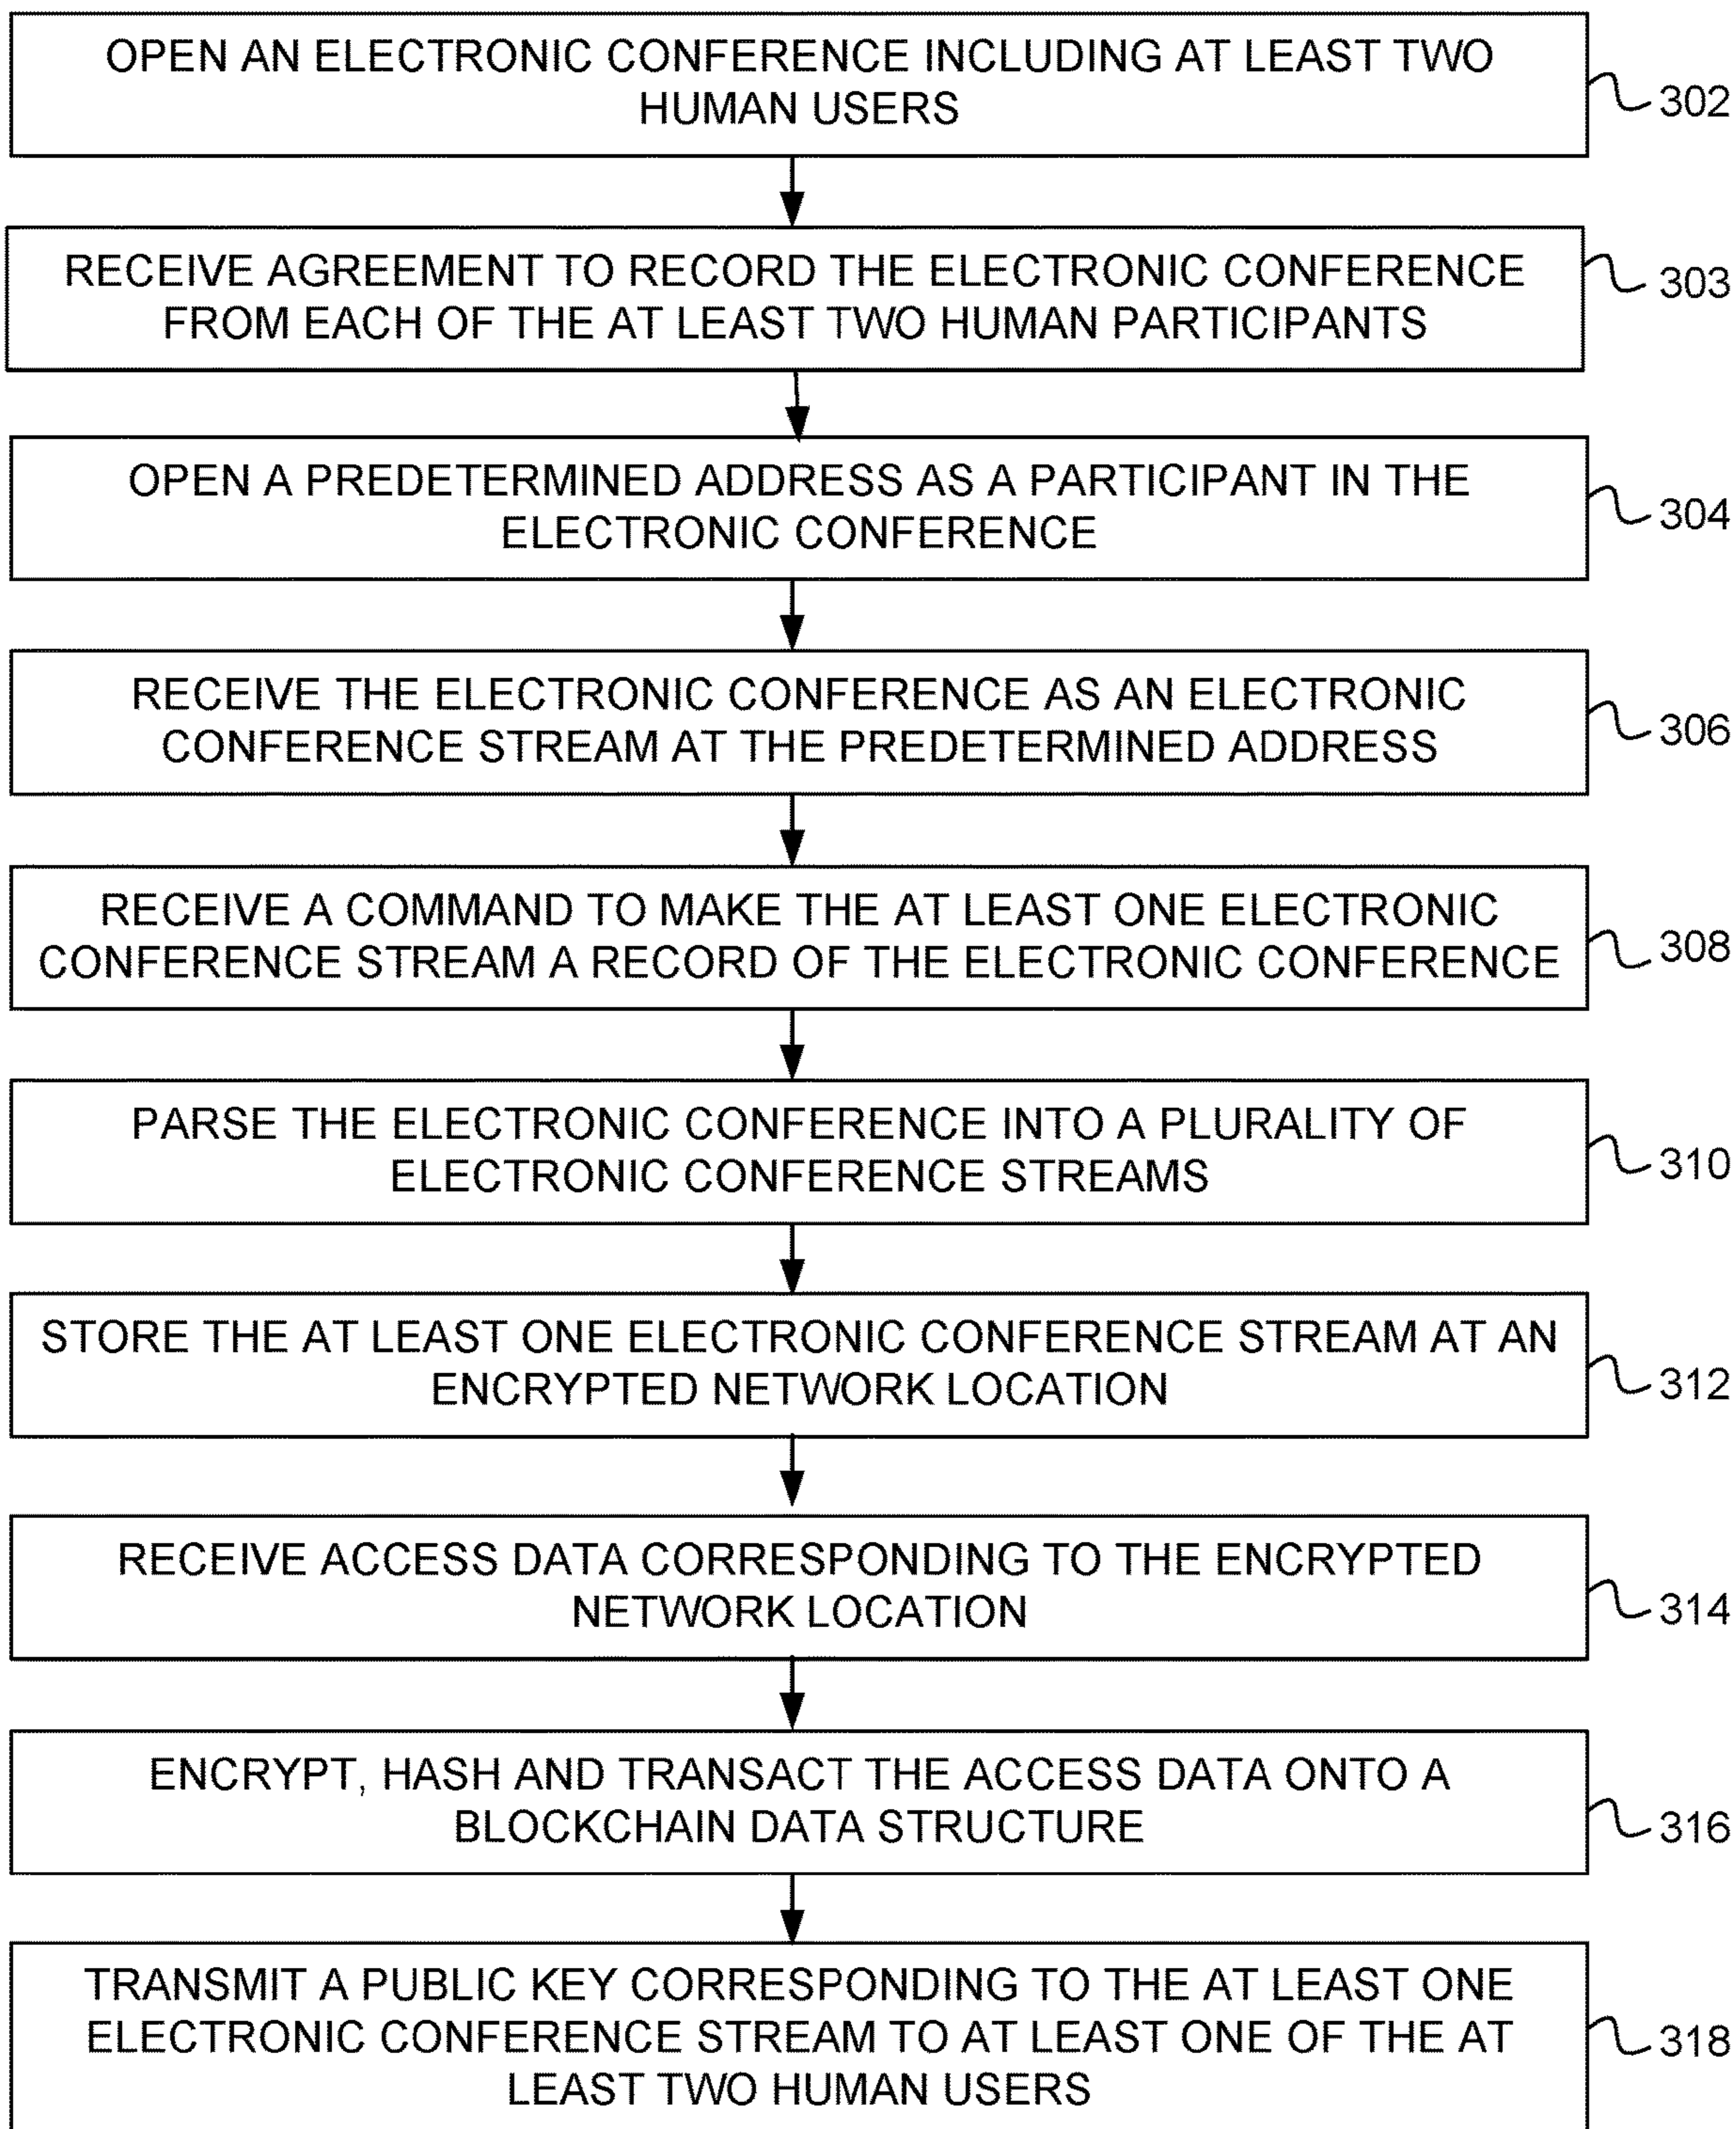 OPEN AN ELECTRONIC CONFERENCE INCLUDING AT LEAST TWO
HUMAN USERS
302
RECEIVE AGREEMENT TO RECORD THE ELECTRONIC CONFERENCE
FROM EACH OF THE AT LEAST TWO HUMAN PARTICIPANTS
303
OPEN A PREDETERMINED ADDRESS AS A PARTICIPANT IN THE
ELECTRONIC CONFERENCE
304
RECEIVE THE ELECTRONIC CONFERENCE AS AN ELECTRONIC
CONFERENCE STREAM AT THE PREDETERMINED ADDRESS
306
RECEIVE A COMMAND TO MAKE THE AT LEAST ONE ELECTRONIC
CONFERENCE STREAM A RECORD OF THE ELECTRONIC CONFERENCE
308
PARSE THE ELECTRONIC CONFERENCE INTO A PLURALITY OF
ELECTRONIC CONFERENCE STREAMS
310
STORE THE AT LEAST ONE ELECTRONIC CONFERENCE STREAM AT AN
ENCRYPTED NETWORK LOCATION
312
RECEIVE ACCESS DATA CORRESPONDING TO THE ENCRYPTED
NETWORK LOCATION
314
ENCRYPT, HASH AND TRANSACT THE ACCESS DATA ONTO A
BLOCKCHAIN DATA STRUCTURE
316
TRANSMIT A PUBLIC KEY CORRESPONDING TO THE AT LEAST ONE
ELECTRONIC CONFERENCE STREAM TO AT LEAST ONE OF THE AT
LEAST TWO HUMAN USERS
318